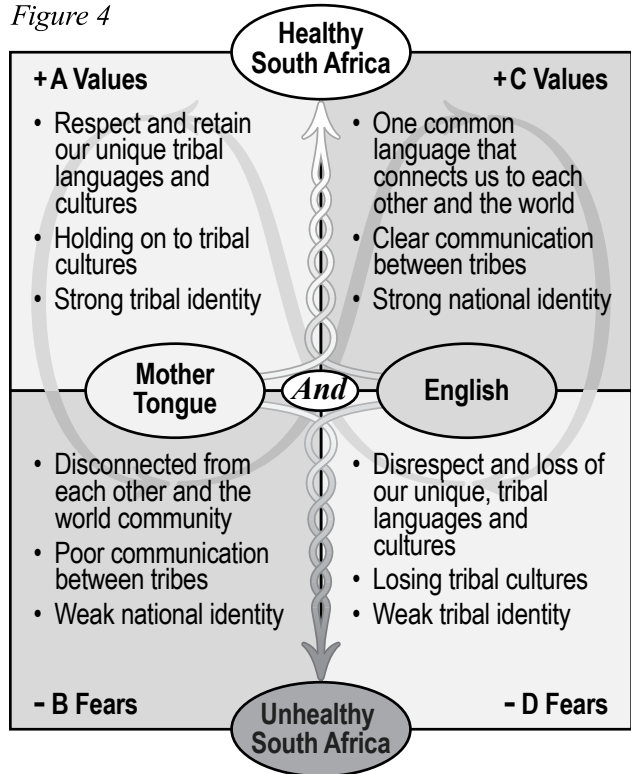 Figure 4
Healthy
South Africa
+A Values
• Respect and retain
our unique tribal
languages and
cultures
• Holding on to tribal
cultures
• Strong tribal identity
+C Values
• One common
language that
connects us to each
other and the world
• Clear communication
between tribes
• Strong national identity
Mother
Tongue
And
English
• Disconnected from
each other and the
world community
• Poor communication
between tribes
• Weak national identity
- B Fears
• Disrespect and loss of
our unique, tribal
languages and
cultures
• Losing tribal cultures
• Weak tribal identity
- D Fears
Unhealthy
South Africa